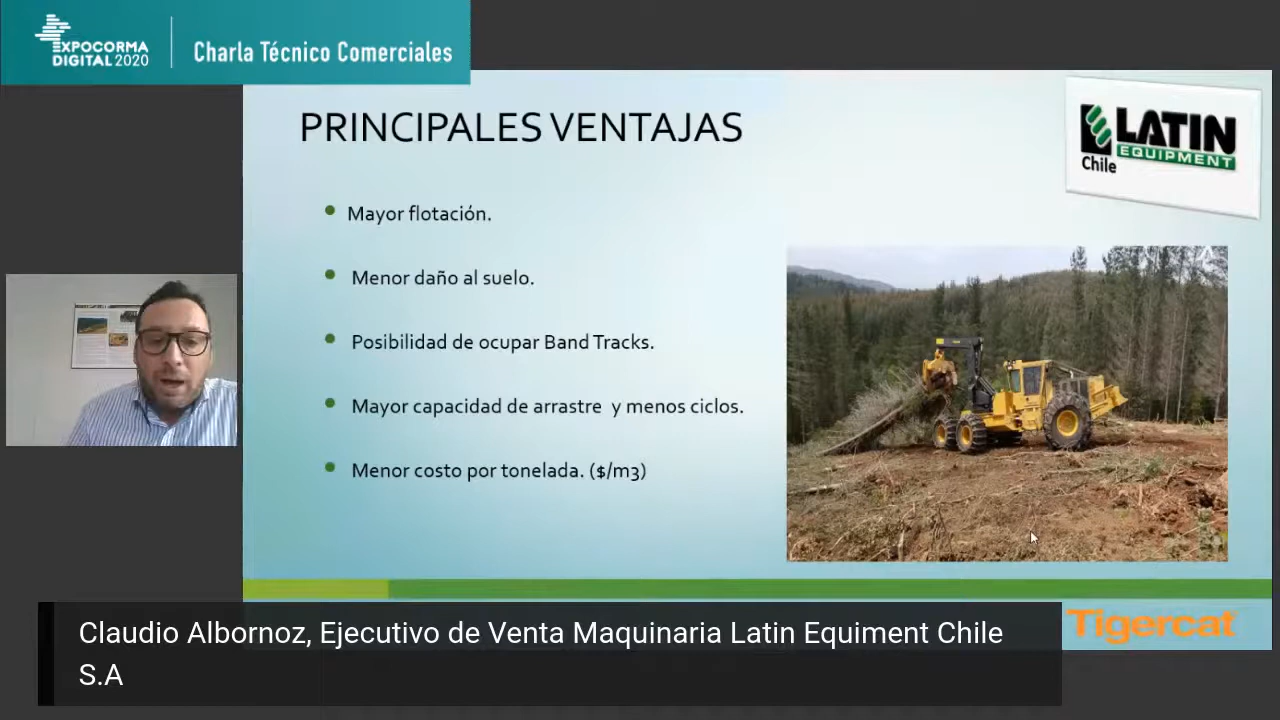 EXPOCORMA
DIGITAL 2020
Charla Técnico Comerciales
PRINCIPALES VENTAJAS
LATIN
EQUIPMENT
Chile
Mayor flotación.
Menor daño al suelo.
Posibilidad de ocupar Band Tracks.
Mayor capacidad de arrastre y menos ciclos.
Menor costo por tonelada. ($/m3)
Claudio Albornoz, Ejecutivo de Venta Maquinaria Latin Equiment Chile
S.A
Tigercat